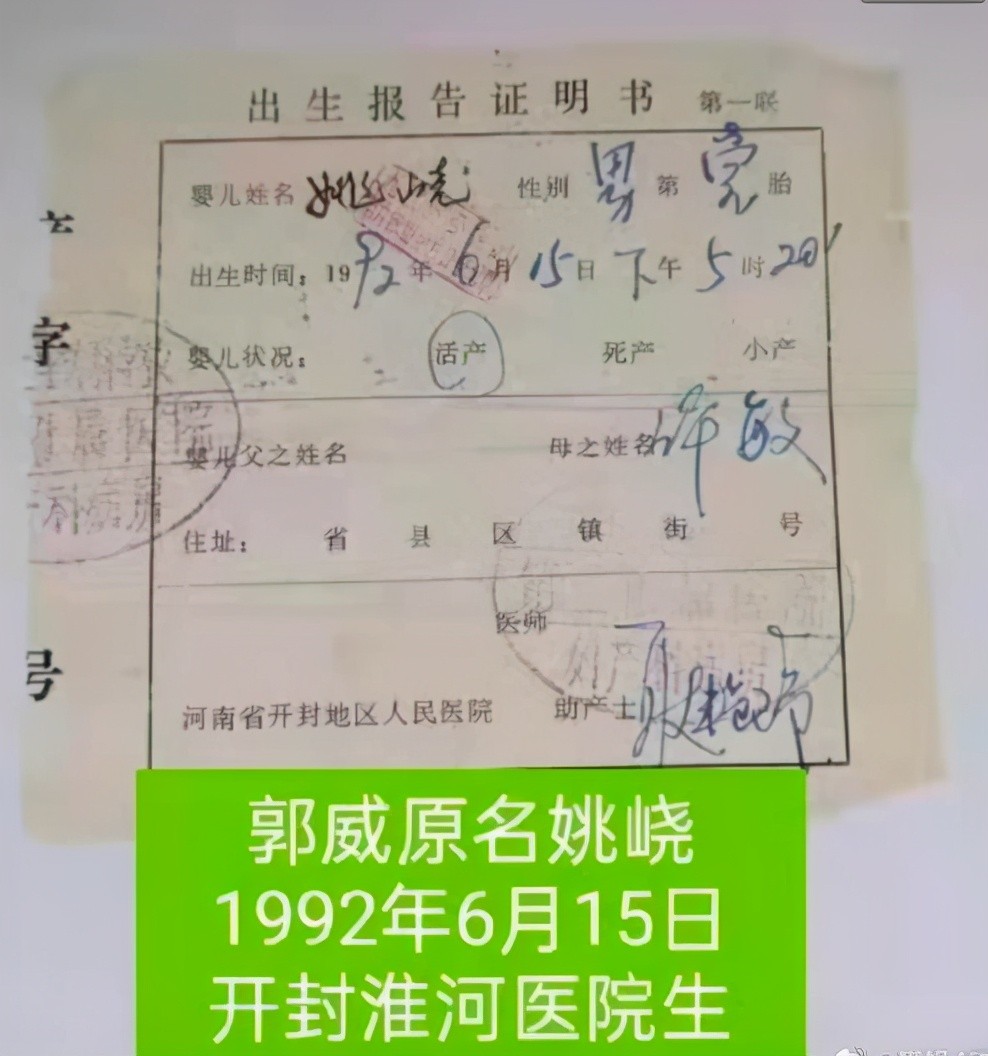 出生报告证明书 第一联
婴儿姓名 姚峣 性别 男 第 壹 胎
出生时间：1992年6月15日下午5时20'
婴儿状况： 活产 死产 小产
字
婴儿父之姓名 母之姓名 许敏
住址： 省 县 区 镇 街 号
医师
号
河南省开封地区人民医院 助产士
郭威原名姚峣
1992年6月15日
开封淮河医院生